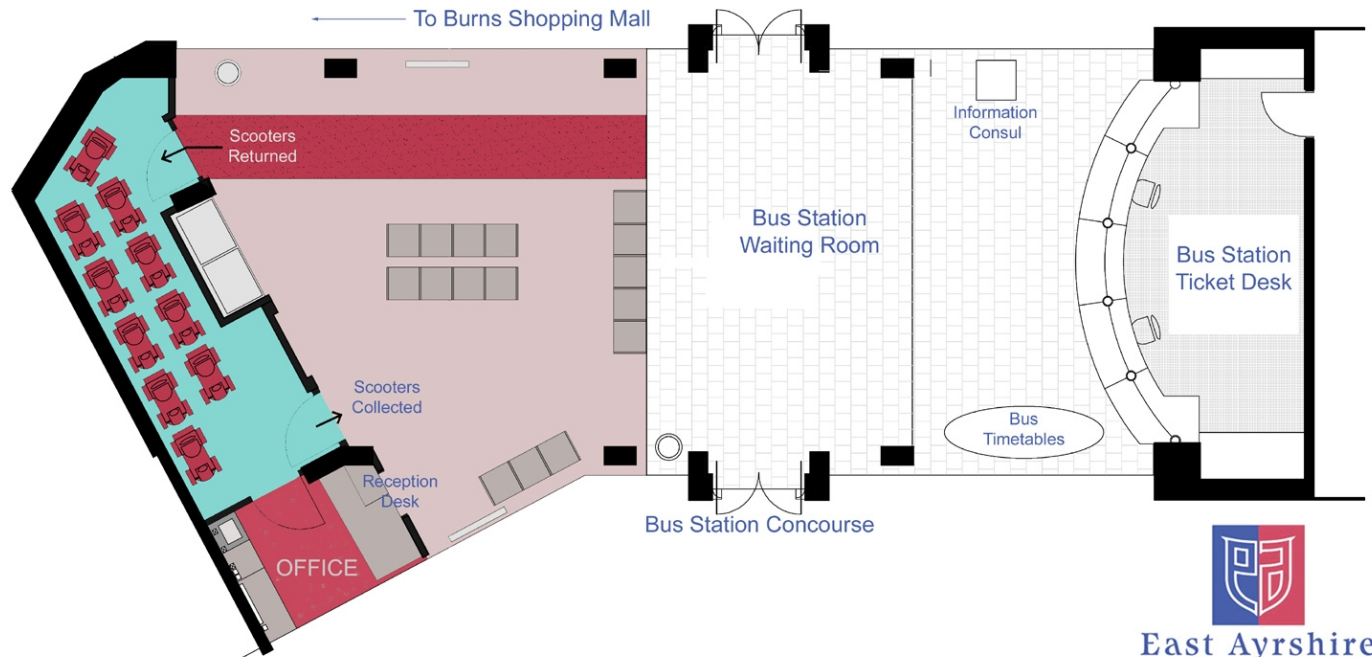 To Burns Shopping Mall
Scooters
Returned
Information
Consul
Bus Station
Waiting Room
Bus Station
Ticket Desk
Scooters
Collected
Bus
Timetables
Reception
Desk
Bus Station Concourse
OFFICE
East Ayrshire